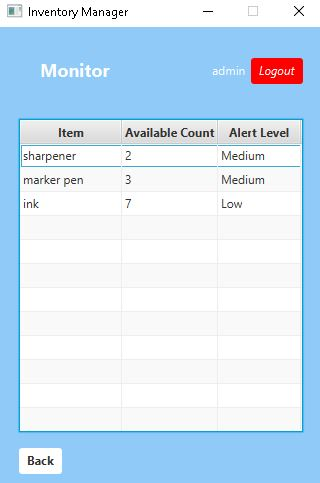 Inventory Manager
Monitor admin Logout
Item Available Count Alert Level
sharpener 2 Medium
marker pen 3 Medium
ink 7 Low
Back